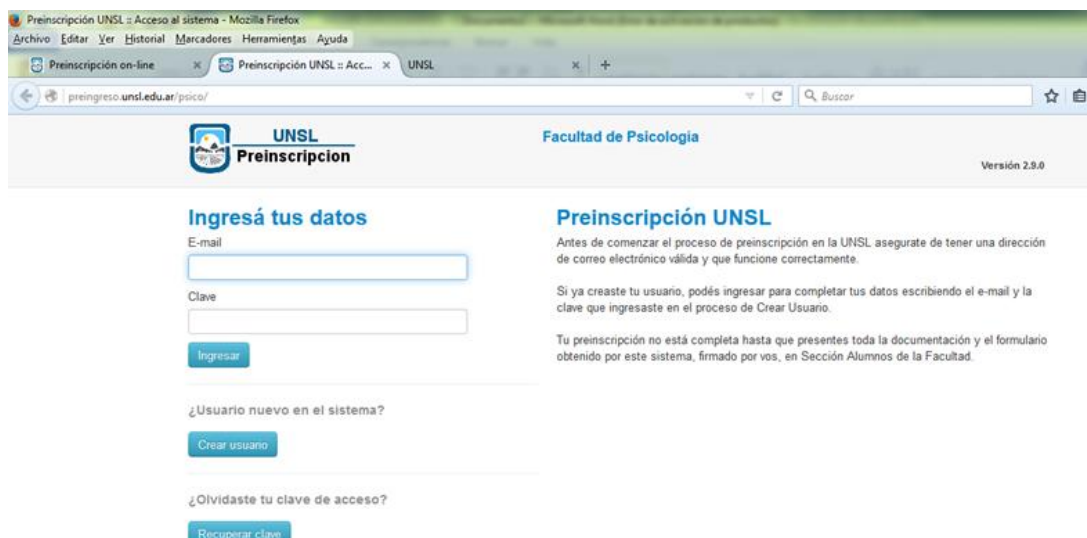 Preinscripción UNSL :: Acceso al sistema - Mozilla Firefox
Archivo Editar Ver Historial Marcadores Herramientas Ayuda
Preinscripción on-line × Preinscripción UNSL :: Acc... × UNSL × +
preingreso.unsl.edu.ar/psico/ Buscar
UNSL
Preinscripcion
Facultad de Psicologia
Versión 2.9.0
Ingresá tus datos
E-mail
Clave
Ingresar
¿Usuario nuevo en el sistema?
Crear usuario
¿Olvidaste tu clave de acceso?
Recuperar clave
Preinscripción UNSL
Antes de comenzar el proceso de preinscripción en la UNSL asegurate de tener una dirección
de correo electrónico válida y que funcione correctamente.
Si ya creaste tu usuario, podés ingresar para completar tus datos escribiendo el e-mail y la
clave que ingresaste en el proceso de Crear Usuario.
Tu preinscripción no está completa hasta que presentes toda la documentación y el formulario
obtenido por este sistema, firmado por vos, en Sección Alumnos de la Facultad.